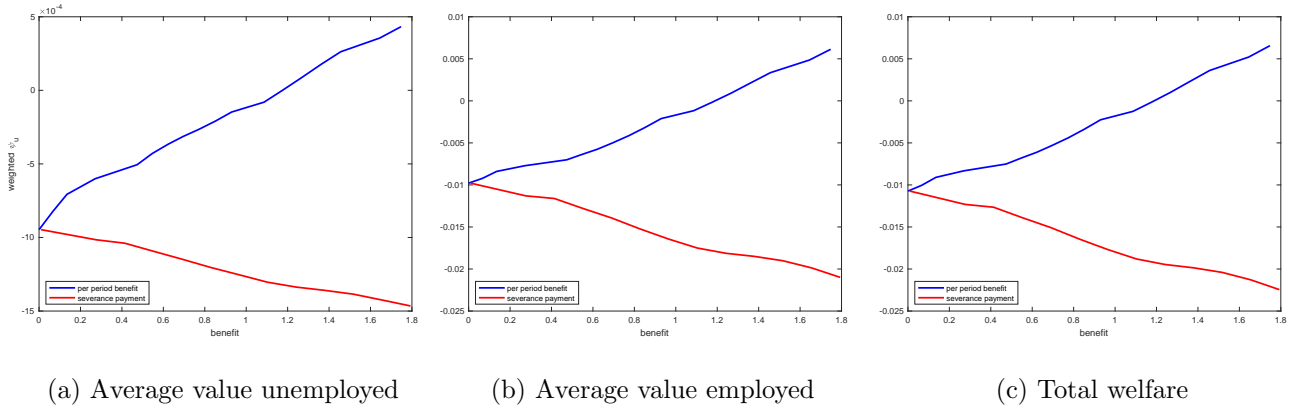 ×10⁻⁴
5
0
-5
-10
-15
weighted ψ_u
0 0.2 0.4 0.6 0.8 1 1.2 1.4 1.6 1.8
benefit
per period benefit
severance payment
(a) Average value unemployed
0.01
0.005
0
-0.005
-0.01
-0.015
-0.02
-0.025
0 0.2 0.4 0.6 0.8 1 1.2 1.4 1.6 1.8
benefit
per period benefit
severance payment
(b) Average value employed
0.01
0.005
0
-0.005
-0.01
-0.015
-0.02
-0.025
0 0.2 0.4 0.6 0.8 1 1.2 1.4 1.6 1.8
benefit
per period benefit
severance payment
(c) Total welfare